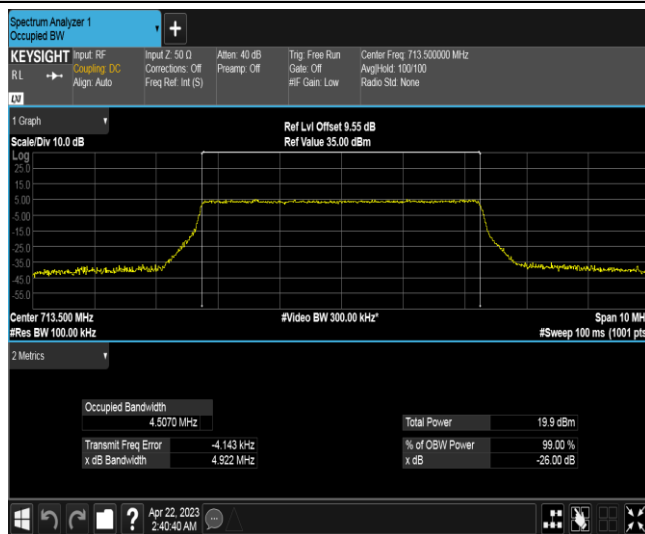 Spectrum Analyzer 1
Occupied BW
+
KEYSIGHT Input: RF Input Z: 50 Ω Atten: 40 dB Trig: Free Run Center Freq: 713.500000 MHz
RL Coupling: DC Corrections: Off Preamp: Off Gate: Off Avg|Hold: 100/100
Align: Auto Freq Ref: Int (S) #IF Gain: Low Radio Std: None
LXI
1 Graph Ref Lvl Offset 9.55 dB
Scale/Div 10.0 dB Ref Value 35.00 dBm
Log
25.0
15.0
5.00
-5.00
-15.0
-25.0
-35.0
-45.0
-55.0
Center 713.500 MHz #Video BW 300.00 kHz* Span 10 MH
#Res BW 100.00 kHz #Sweep 100 ms (1001 pts
2 Metrics
Occupied Bandwidth
4.5070 MHz Total Power 19.9 dBm
Transmit Freq Error -4.143 kHz % of OBW Power 99.00 %
x dB Bandwidth 4.922 MHz x dB -26.00 dB
? Apr 22, 2023
2:40:40 AM